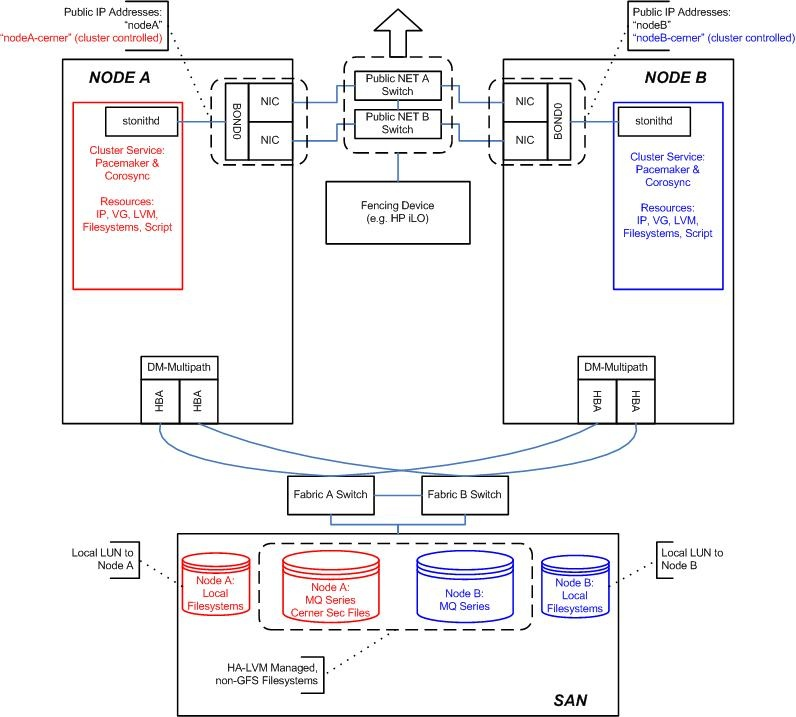 Public IP Addresses:
“nodeA”
“nodeA-cerner” (cluster controlled)
Public IP Addresses:
“nodeB”
“nodeB-cerner” (cluster controlled)
NODE A
stonithd
Cluster Service:
Pacemaker &
Corosync
Resources:
IP, VG, LVM,
Filesystems, Script
BOND0
NIC
NIC
Public NET A
Switch
Public NET B
Switch
Fencing Device
(e.g. HP iLO)
NODE B
NIC
NIC
BOND0
stonithd
Cluster Service:
Pacemaker &
Corosync
Resources:
IP, VG, LVM,
Filesystems, Script
DM-Multipath
HBA
HBA
DM-Multipath
HBA
HBA
Fabric A Switch
Fabric B Switch
Local LUN to
Node A
Node A:
Local
Filesystems
Node A:
MQ Series
Cerner Sec Files
Node B:
MQ Series
Node B:
Local
Filesystems
Local LUN to
Node B
HA-LVM Managed,
non-GFS Filesystems
SAN